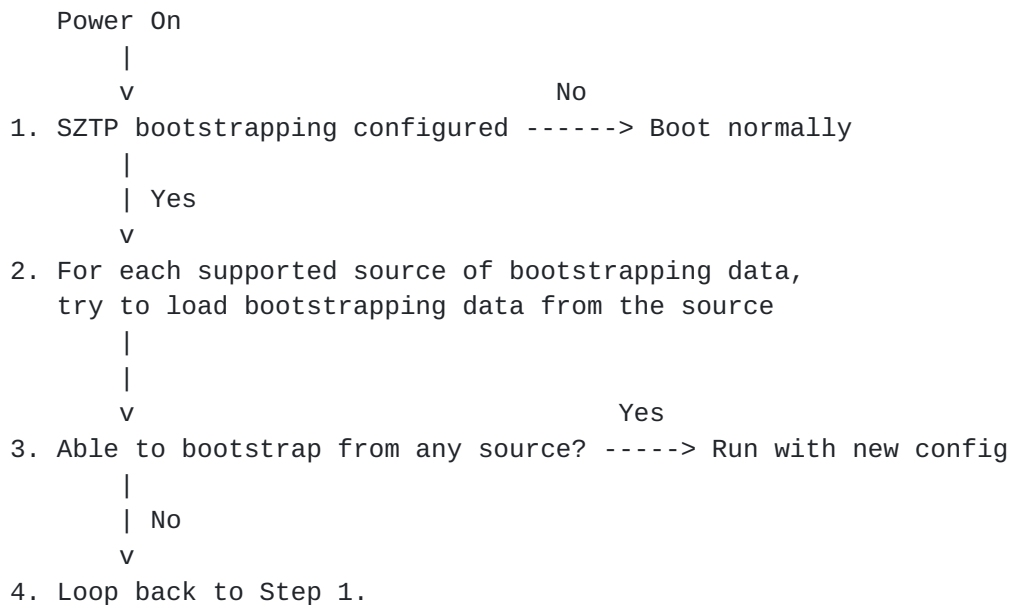 Power On
|
v                           No
1. SZTP bootstrapping configured ------> Boot normally
|
| Yes
v
2. For each supported source of bootstrapping data,
try to load bootstrapping data from the source
|
|
v                               Yes
3. Able to bootstrap from any source? -----> Run with new config
|
| No
v
4. Loop back to Step 1.